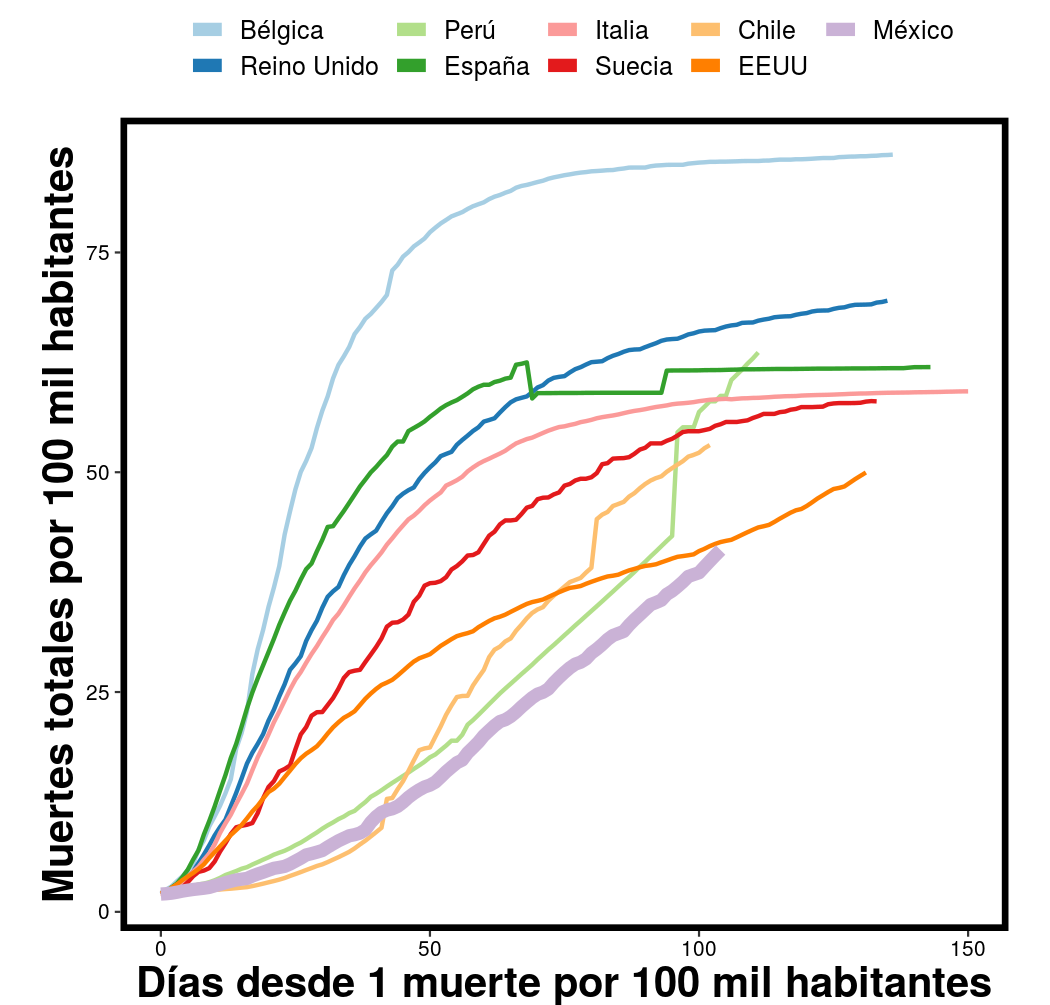 Bélgica Perú Italia Chile México
Reino Unido España Suecia EEUU
Muertes totales por 100 mil habitantes
75
50
25
0
0 50 100 150
Días desde 1 muerte por 100 mil habitantes